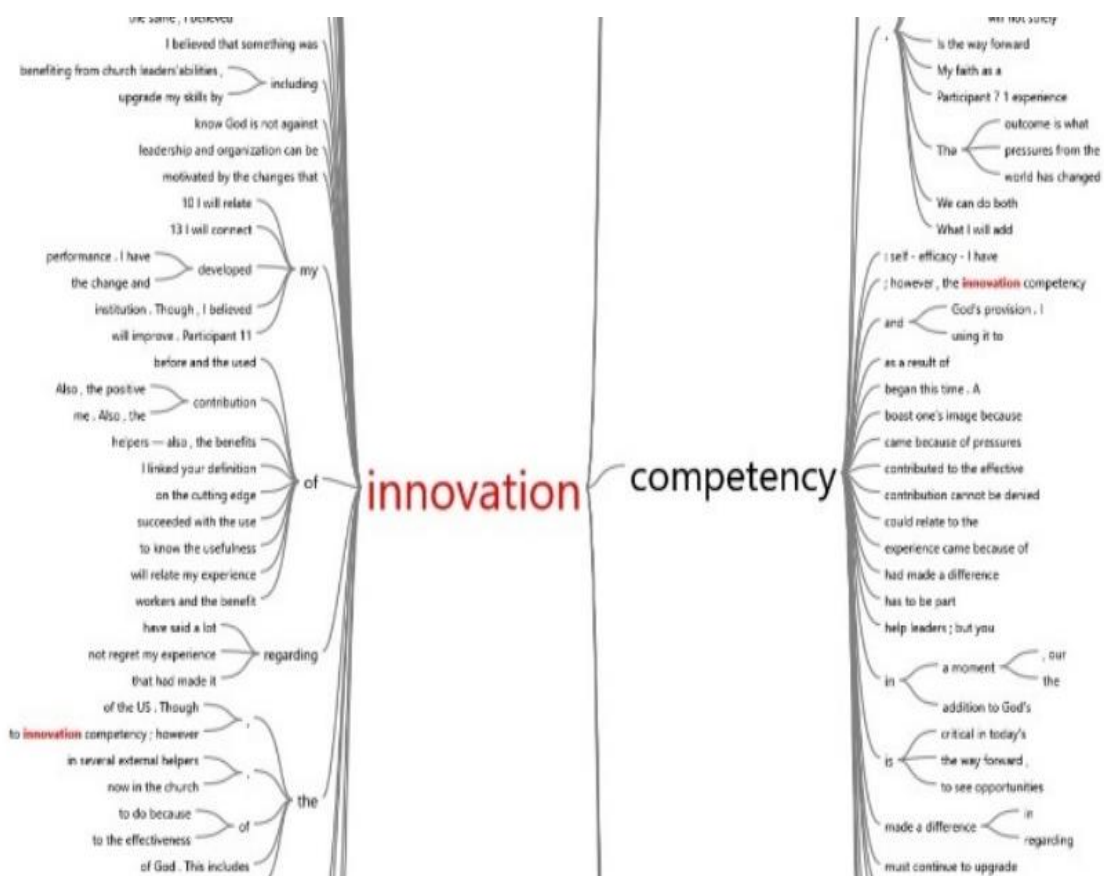 the same , I believed
I believed that something was
benefiting from church leaders'abilities ,
including
upgrade my skills by
know God is not against
leadership and organization can be
motivated by the changes that
10 I will relate
13 I will connect
performance . I have
developed
my
the change and
institution . Though , I believed
will improve . Participant 11
before and the used
Also , the positive
contribution
me . Also , the
helpers — also , the benefits
I linked your definition
of
on the cutting edge
succeeded with the use
to know the usefulness
will relate my experience
workers and the benefit
have said a lot
not regret my experience
regarding
that had made it
of the US . Though
,
to innovation competency ; however
in several external helpers
.
now in the church
the
to do because
of
to the effectiveness
of God . This includes
innovation
competency
will not solely
.
Is the way forward
My faith as a
Participant 7 1 experience
outcome is what
The
pressures from the
world has changed
We can do both
What I will add
: self - efficacy - I have
; however , the innovation competency
and
God's provision . I
using it to
as a result of
began this time . A
boast one's image because
came because of pressures
contributed to the effective
contribution cannot be denied
could relate to the
experience came because of
had made a difference
has to be part
help leaders ; but you
in
a moment
, our
the
addition to God's
is
critical in today's
the way forward ,
to see opportunities
made a difference
in
regarding
must continue to upgrade